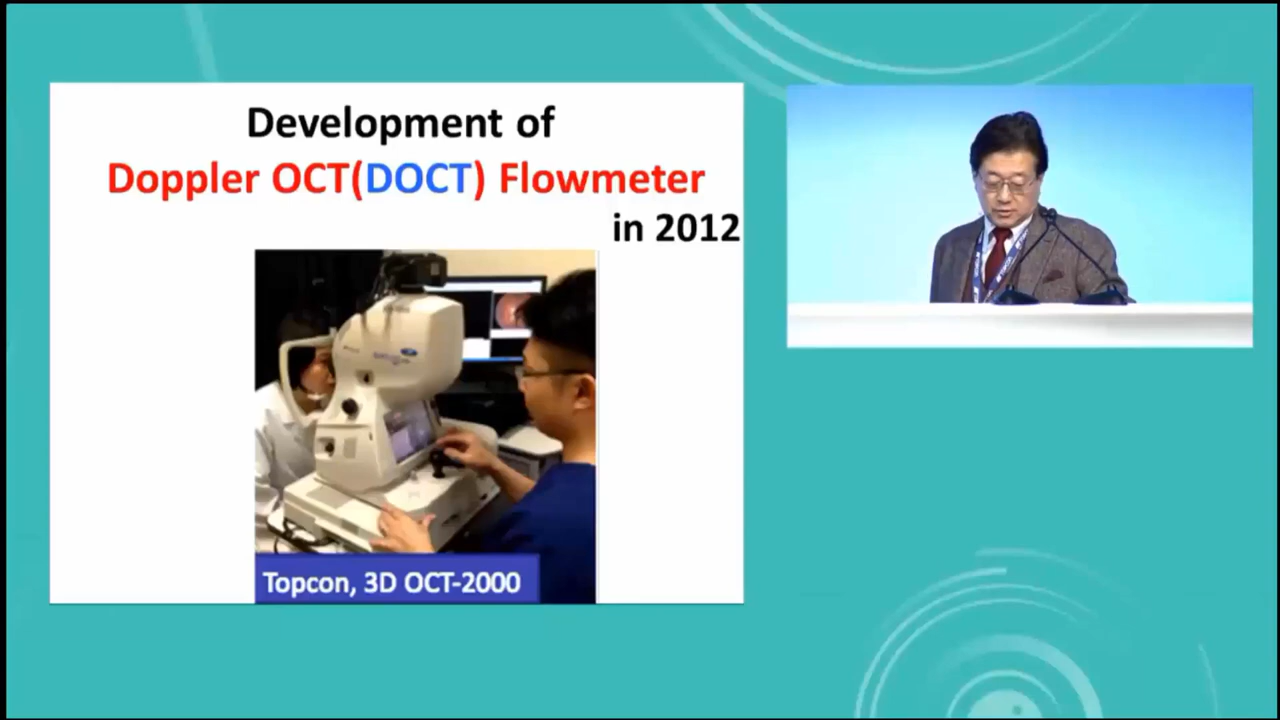 Development of
Doppler OCT(DOCT) Flowmeter
in 2012
Topcon, 3D OCT-2000